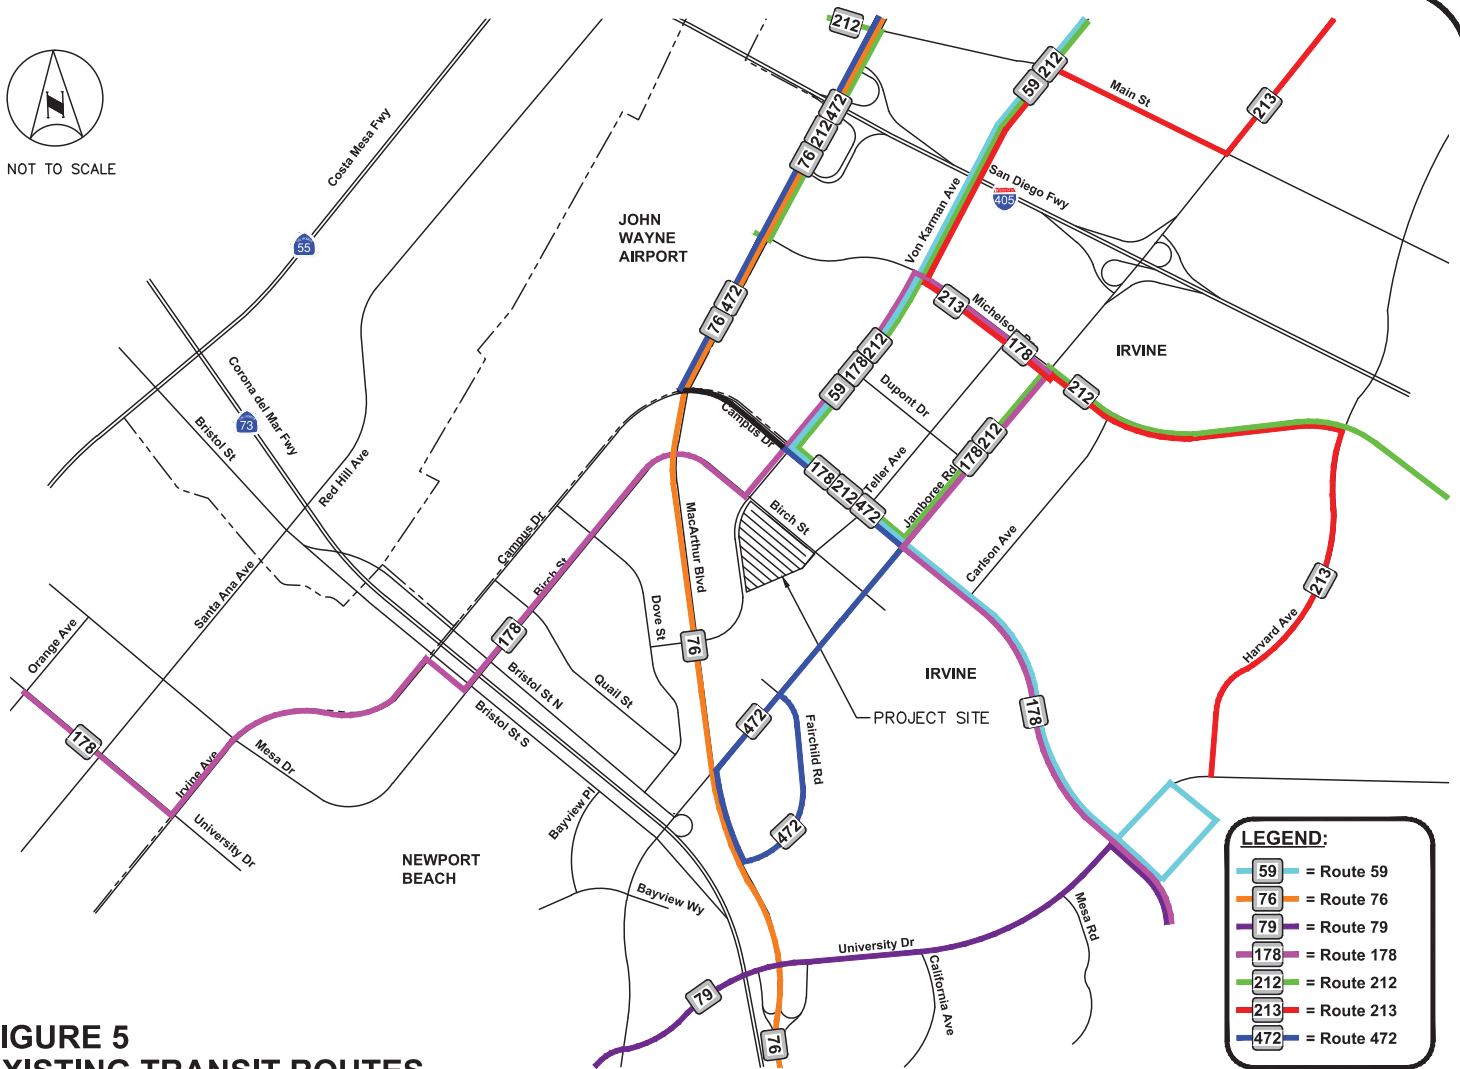 212
212
59
Main St
213
N
NOT TO SCALE
Costa Mesa Fwy
472
212
76
San Diego Fwy
405
55
JOHN
WAYNE
AIRPORT
Von Karman Ave
472
76
213
Michelson
178
IRVINE
212
212
178
59
Dupont Dr
Corona del Mar Fwy
73
Bristol St
Campus Dr
Red Hill Ave
Teller Ave
212
178
Jamboree Rd
178
212
472
Birch St
MacArthur Blvd
Campus Dr
Birch St
Carlson Ave
Santa Ana Ave
Orange Ave
178
Dove St
76
213
Harvard Ave
IRVINE
Bristol St N
Quail St
Bristol St S
PROJECT SITE
178
472
Fairchild Rd
178
Mesa Dr
Irvine Ave
University Dr
Bayview Pl
472
NEWPORT
BEACH
Bayview Wy
Mesa Rd
University Dr
California Ave
79
76
LEGEND:
59 = Route 59
76 = Route 76
79 = Route 79
178 = Route 178
212 = Route 212
213 = Route 213
472 = Route 472
IGURE 5
XISTING TRANSIT ROUTES